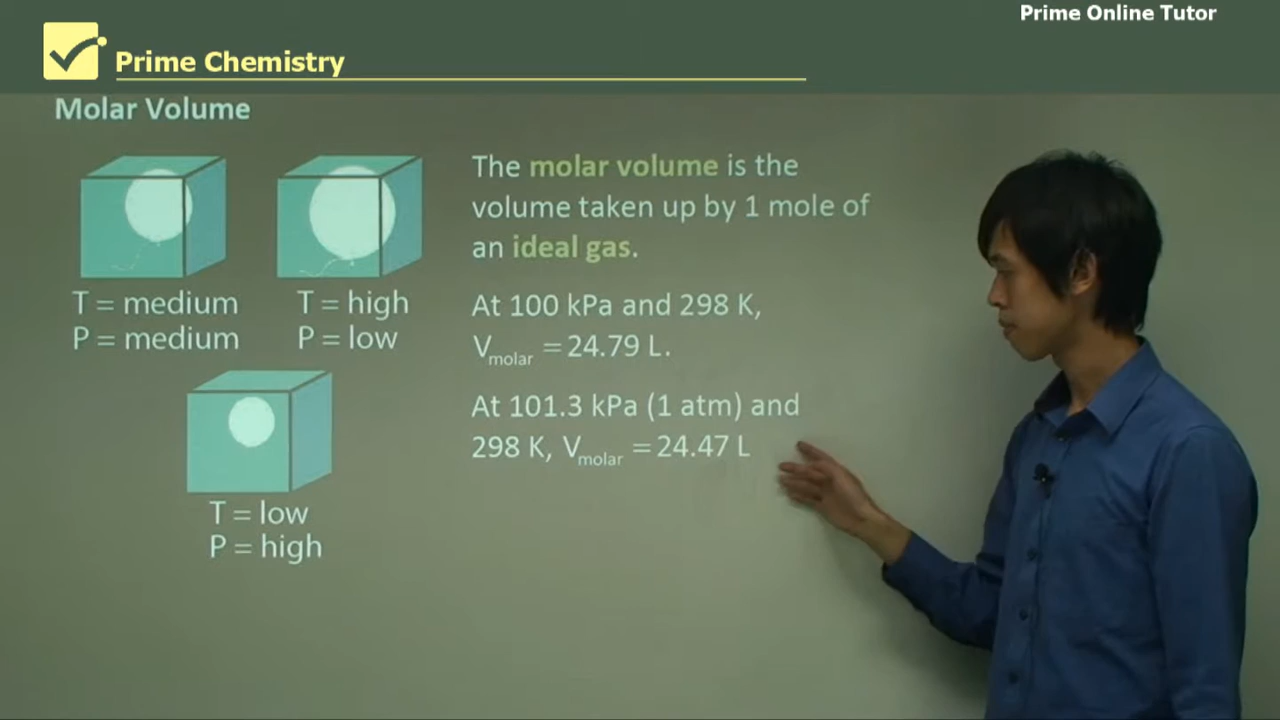 Prime Online Tutor
Prime Chemistry
Molar Volume
T = medium
P = medium
T = high
P = low
T = low
P = high
The molar volume is the
volume taken up by 1 mole of
an ideal gas.
At 100 kPa and 298 K,
Vmolar = 24.79 L.
At 101.3 kPa (1 atm) and
298 K, Vmolar = 24.47 L